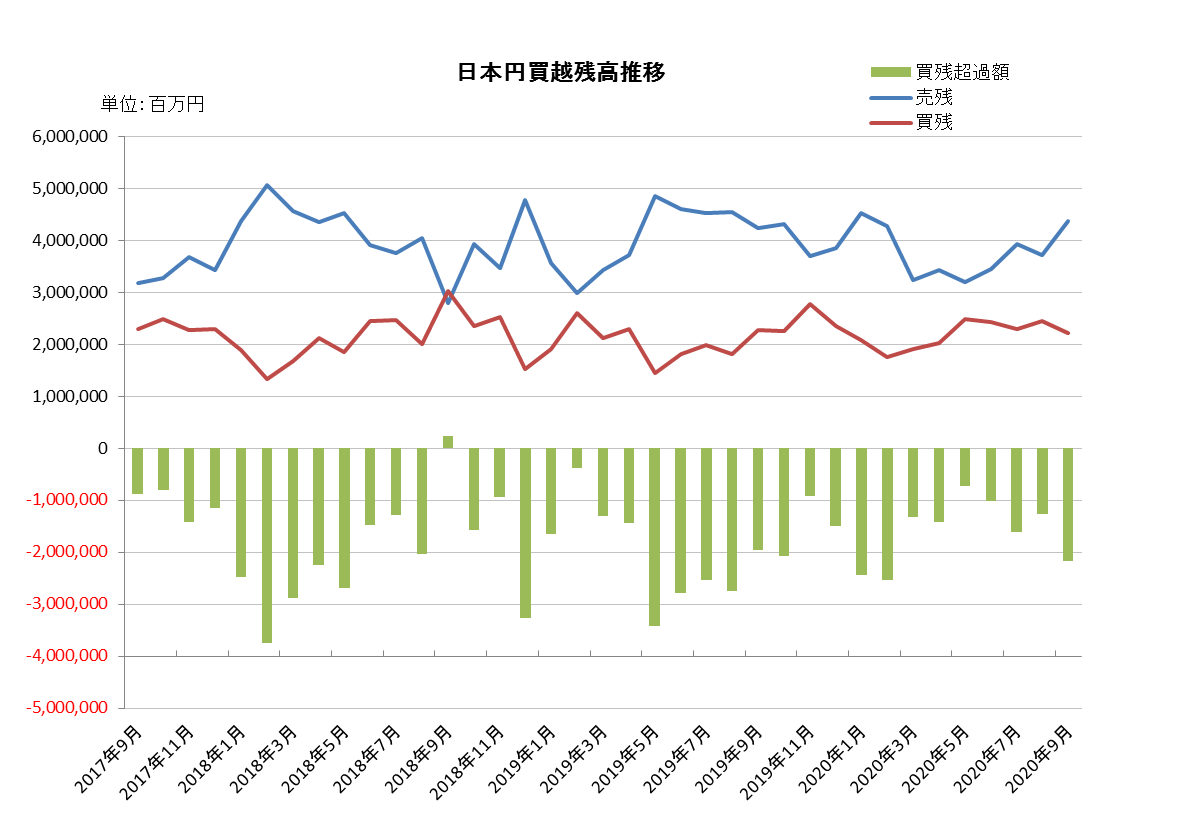 日本円買越残高推移
買残超過額
売残
買残
単位: 百万円
6,000,000
5,000,000
4,000,000
3,000,000
2,000,000
1,000,000
0
-1,000,000
-2,000,000
-3,000,000
-4,000,000
-5,000,000
2017年9月
2017年11月
2018年1月
2018年3月
2018年5月
2018年7月
2018年9月
2018年11月
2019年1月
2019年3月
2019年5月
2019年7月
2019年9月
2019年11月
2020年1月
2020年3月
2020年5月
2020年7月
2020年9月